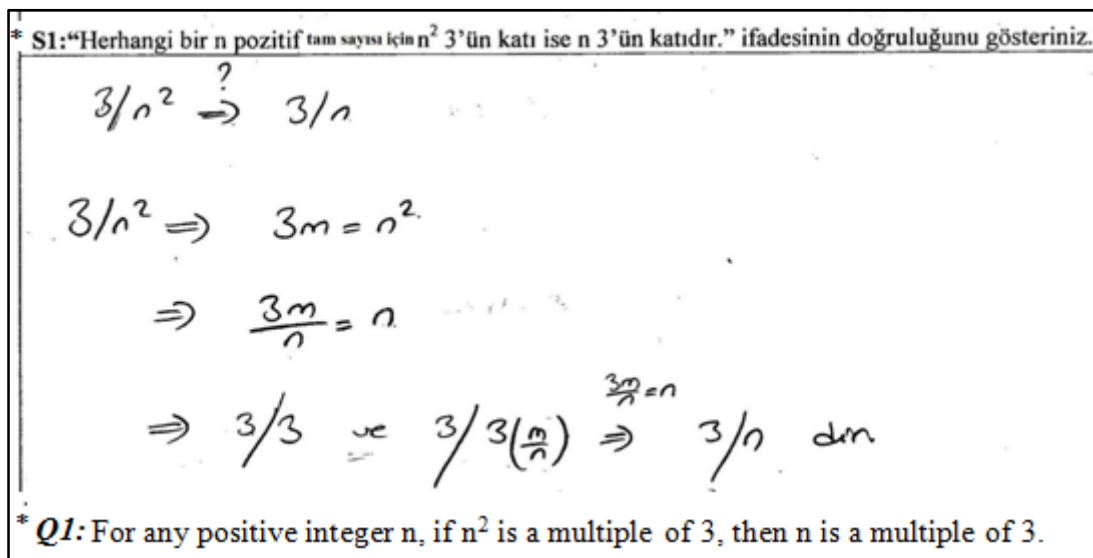 * S1:“Herhangi bir n pozitif tam sayısı için n² 3’ün katı ise n 3’ün katıdır.” ifadesinin doğruluğunu gösteriniz.
3/n² ?⇒ 3/n
3/n² ⇒ 3m = n²
⇒ 3m/n = n
3m/n = n
⇒ 3/3 ve 3/3(m/n) ⇒ 3/n dır
* Q1: For any positive integer n, if n² is a multiple of 3, then n is a multiple of 3.